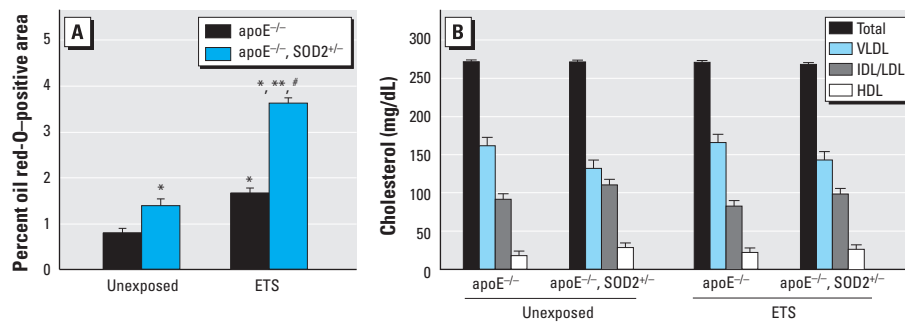 A
apoE–/–
apoE–/–, SOD2+/–
Percent oil red-O–positive area
5
4
3
2
1
0
*
*
*, **, #
Unexposed
ETS
B
Total
VLDL
IDL/LDL
HDL
Cholesterol (mg/dL)
300
250
200
150
100
50
0
apoE–/–
apoE–/–, SOD2+/–
apoE–/–
apoE–/–, SOD2+/–
Unexposed
ETS